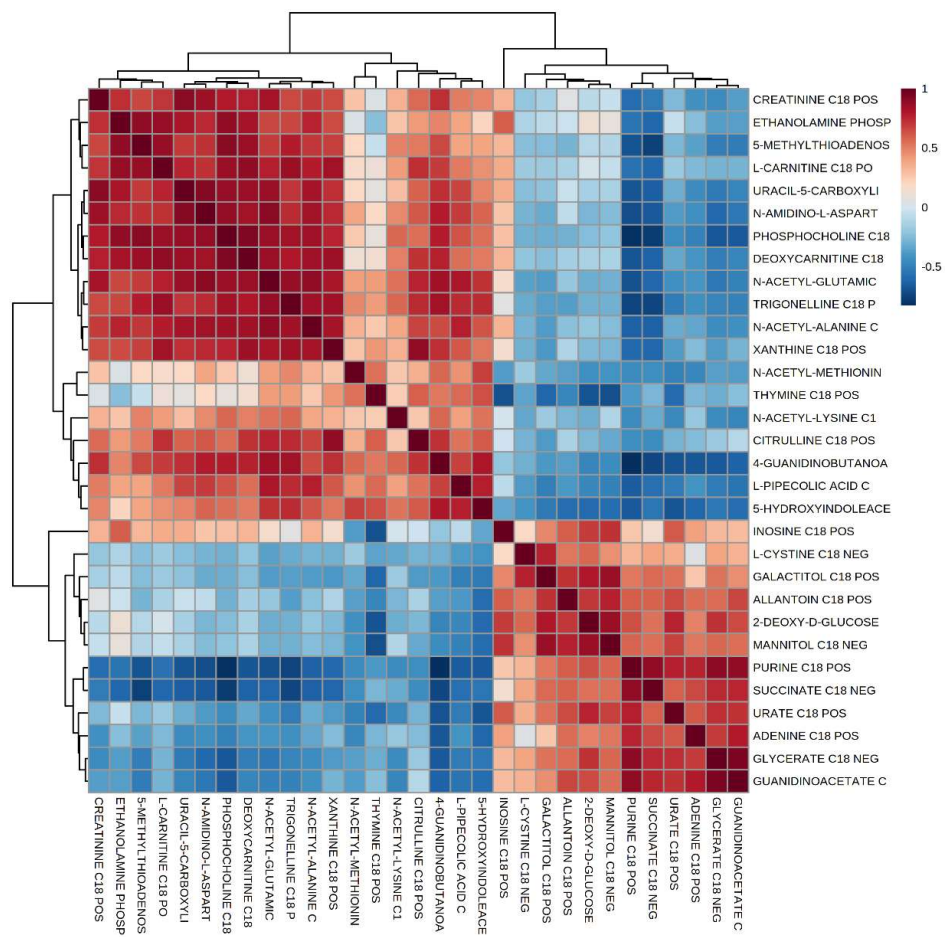 CREATININE C18 POS
ETHANOLAMINE PHOSP
5-METHYLTHIOADENOS
L-CARNITINE C18 PO
URACIL-5-CARBOXYLI
N-AMIDINO-L-ASPART
PHOSPHOCHOLINE C18
DEOXYCARNITINE C18
N-ACETYL-GLUTAMIC
TRIGONELLINE C18 P
N-ACETYL-ALANINE C
XANTHINE C18 POS
N-ACETYL-METHIONIN
THYMINE C18 POS
N-ACETYL-LYSINE C1
CITRULLINE C18 POS
4-GUANIDINOBUTANOA
L-PIPECOLIC ACID C
5-HYDROXYINDOLEACE
INOSINE C18 POS
L-CYSTINE C18 NEG
GALACTITOL C18 POS
ALLANTOIN C18 POS
2-DEOXY-D-GLUCOSE
MANNITOL C18 NEG
PURINE C18 POS
SUCCINATE C18 NEG
URATE C18 POS
ADENINE C18 POS
GLYCERATE C18 NEG
GUANIDINOACETATE C
1
0.5
0
-0.5
CREATININE C18 POS
ETHANOLAMINE PHOSP
5-METHYLTHIOADENOS
L-CARNITINE C18 PO
URACIL-5-CARBOXYLI
N-AMIDINO-L-ASPART
PHOSPHOCHOLINE C18
DEOXYCARNITINE C18
N-ACETYL-GLUTAMIC
TRIGONELLINE C18 P
N-ACETYL-ALANINE C
XANTHINE C18 POS
N-ACETYL-METHIONIN
THYMINE C18 POS
N-ACETYL-LYSINE C1
CITRULLINE C18 POS
4-GUANIDINOBUTANOA
L-PIPECOLIC ACID C
5-HYDROXYINDOLEACE
INOSINE C18 POS
L-CYSTINE C18 NEG
GALACTITOL C18 POS
ALLANTOIN C18 POS
2-DEOXY-D-GLUCOSE
MANNITOL C18 NEG
PURINE C18 POS
SUCCINATE C18 NEG
URATE C18 POS
ADENINE C18 POS
GLYCERATE C18 NEG
GUANIDINOACETATE C